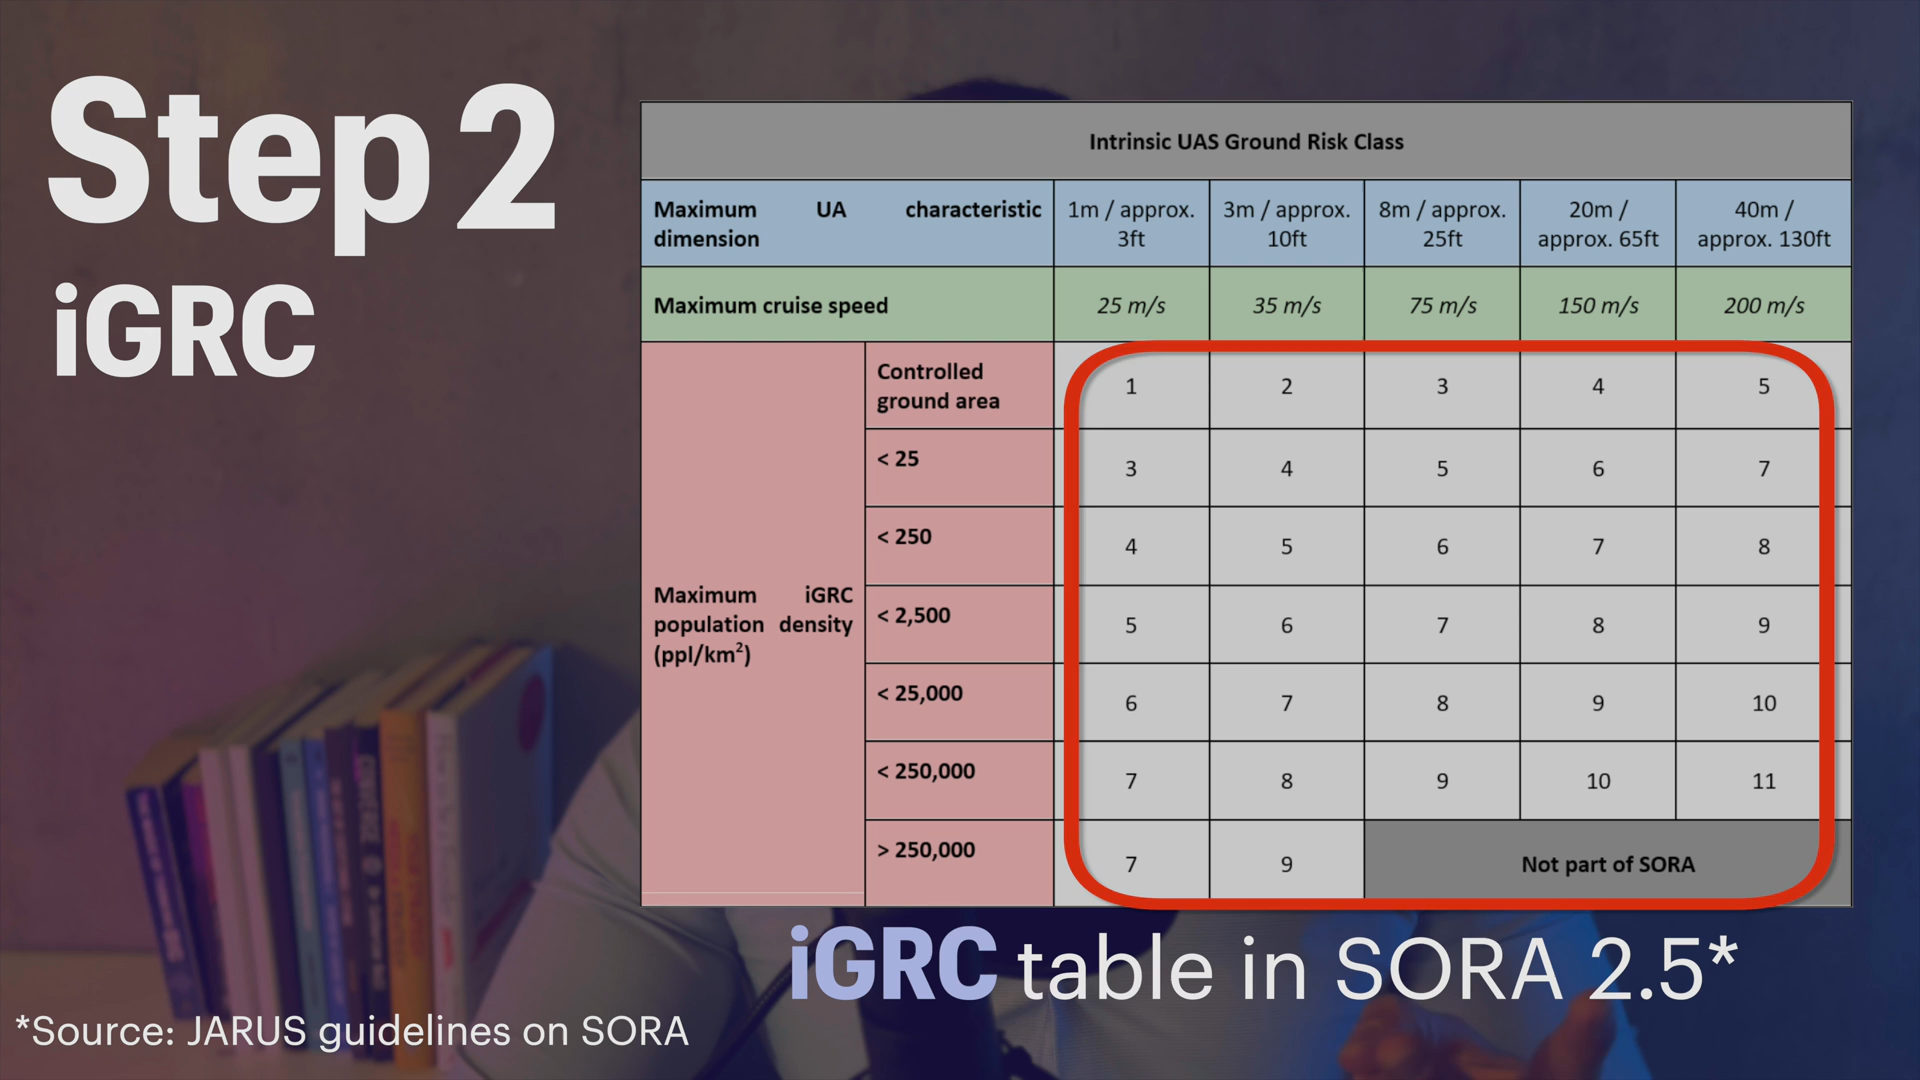 Step 2
iGRC
Intrinsic UAS Ground Risk Class
Maximum UA characteristic dimension
1m / approx. 3ft
3m / approx. 10ft
8m / approx. 25ft
20m / approx. 65ft
40m / approx. 130ft
Maximum cruise speed
25 m/s
35 m/s
75 m/s
150 m/s
200 m/s
Maximum iGRC population density (ppl/km²)
Controlled ground area
1 2 3 4 5
< 25
3 4 5 6 7
< 250
4 5 6 7 8
< 2,500
5 6 7 8 9
< 25,000
6 7 8 9 10
< 250,000
7 8 9 10 11
> 250,000
7 9 Not part of SORA
iGRC table in SORA 2.5*
*Source: JARUS guidelines on SORA